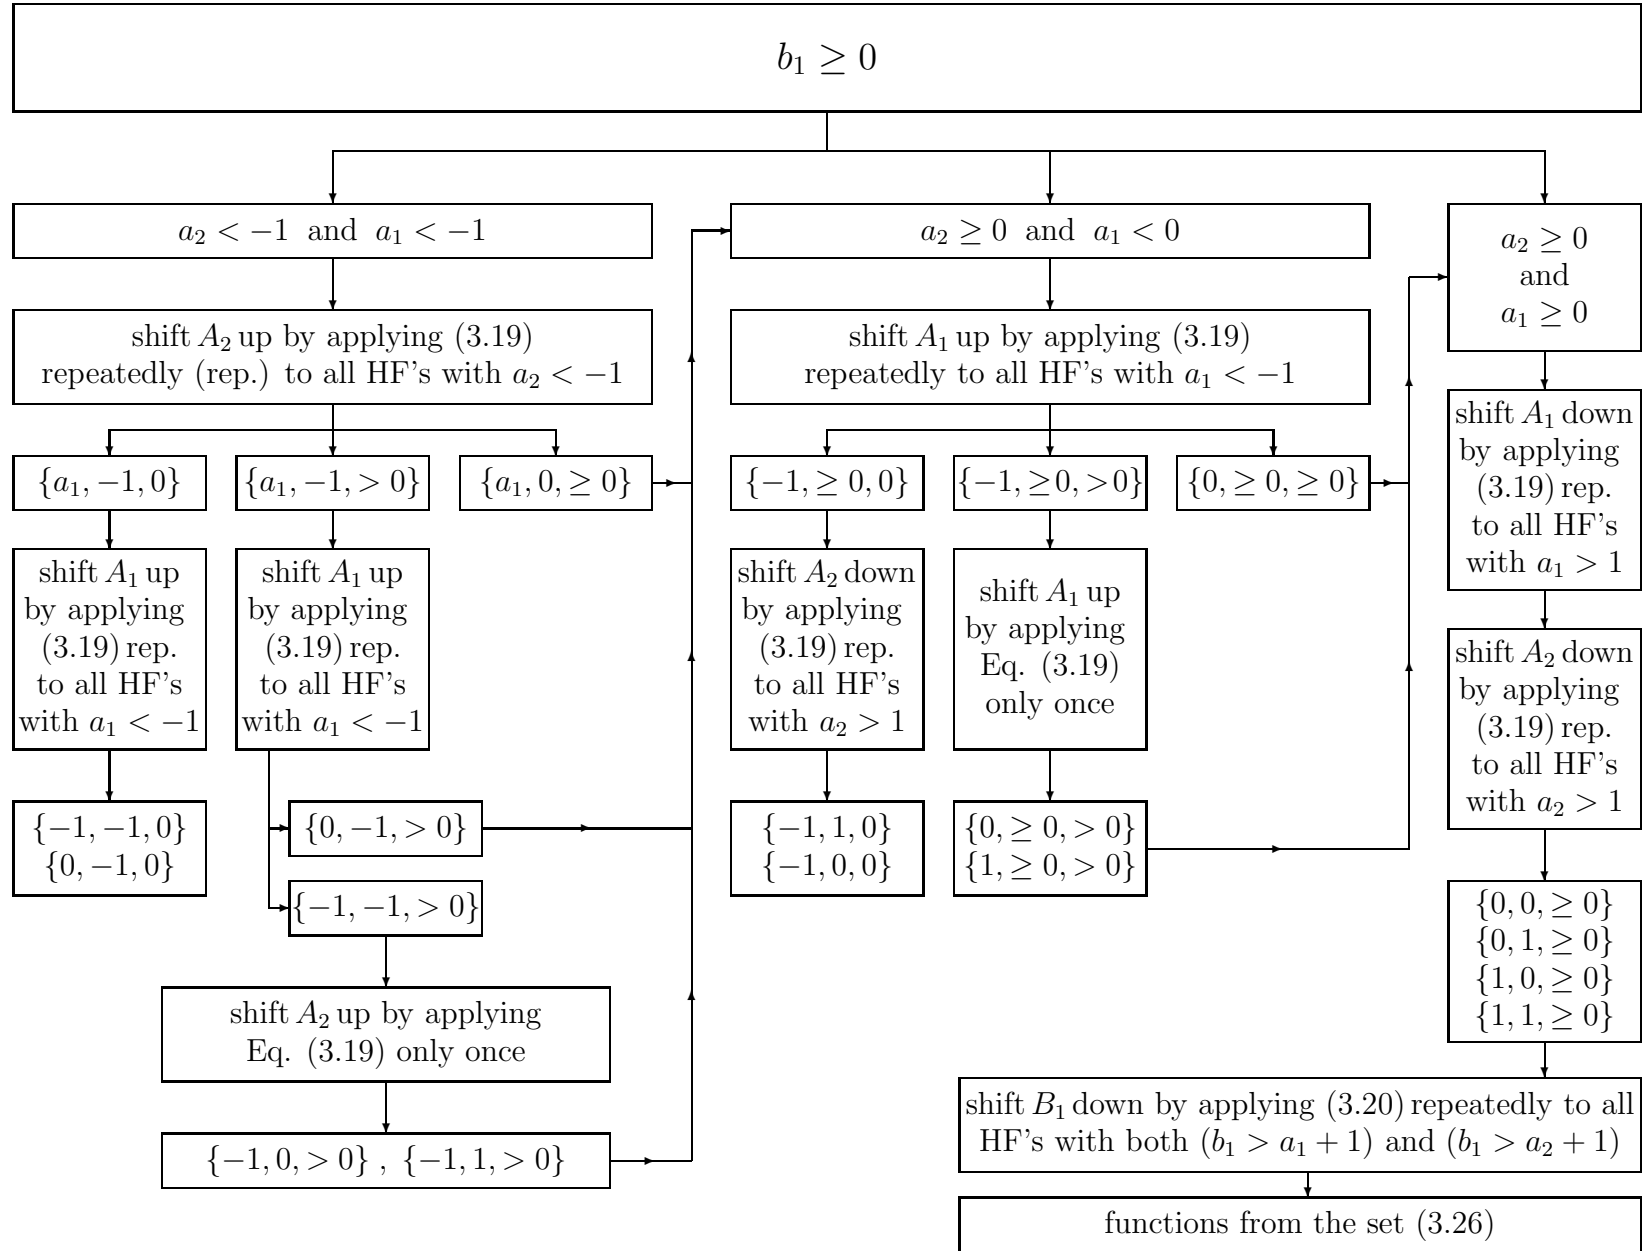 b₁ ≥ 0
a₂ < −1 and a₁ < −1
shift A₂ up by applying (3.19)
repeatedly (rep.) to all HF's with a₂ < −1
{a₁, −1, 0}
{a₁, −1, > 0}
{a₁, 0, ≥ 0}
shift A₁ up
by applying
(3.19) rep.
to all HF's
with a₁ < −1
shift A₁ up
by applying
(3.19) rep.
to all HF's
with a₁ < −1
{−1, −1, 0}
{0, −1, 0}
{0, −1, > 0}
{−1, −1, > 0}
shift A₂ up by applying
Eq. (3.19) only once
{−1, 0, > 0} , {−1, 1, > 0}
a₂ ≥ 0 and a₁ < 0
shift A₁ up by applying (3.19)
repeatedly to all HF's with a₁ < −1
{−1, ≥ 0, 0}
{−1, ≥0, >0}
{0, ≥ 0, ≥ 0}
shift A₂ down
by applying
(3.19) rep.
to all HF's
with a₂ > 1
shift A₁ up
by applying
Eq. (3.19)
only once
{−1, 1, 0}
{−1, 0, 0}
{0, ≥ 0, > 0}
{1, ≥ 0, > 0}
a₂ ≥ 0
and
a₁ ≥ 0
shift A₁ down
by applying
(3.19) rep.
to all HF's
with a₁ > 1
shift A₂ down
by applying
(3.19) rep.
to all HF's
with a₂ > 1
{0, 0, ≥ 0}
{0, 1, ≥ 0}
{1, 0, ≥ 0}
{1, 1, ≥ 0}
shift B₁ down by applying (3.20) repeatedly to all
HF's with both (b₁ > a₁ + 1) and (b₁ > a₂ + 1)
functions from the set (3.26)